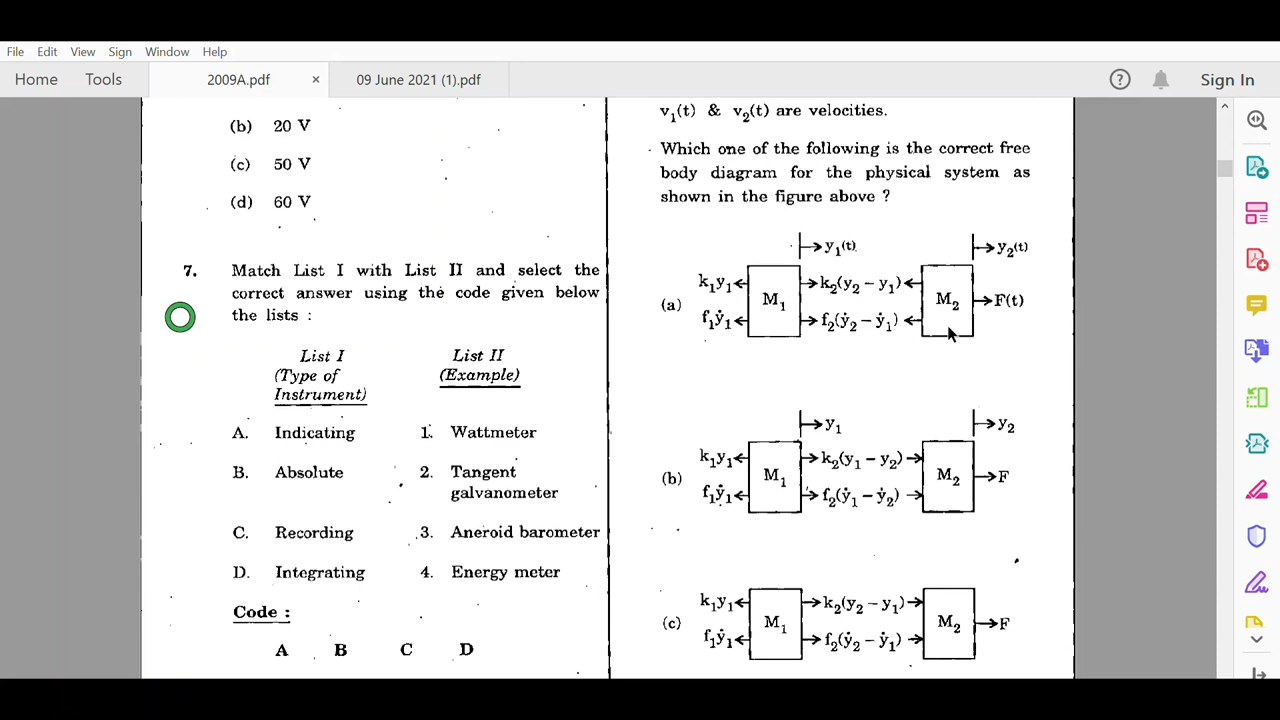 File Edit View Sign Window Help
Home Tools 2009A.pdf × 09 June 2021 (1).pdf Sign In
(b) 20 V
(c) 50 V
(d) 60 V
7. Match List I with List II and select the
correct answer using the code given below
the lists :
List I List II
(Type of (Example)
Instrument)
A. Indicating 1. Wattmeter
B. Absolute 2. Tangent
galvanometer
C. Recording 3. Aneroid barometer
D. Integrating 4. Energy meter
Code :
A B C D
v₁(t) & v₂(t) are velocities.
Which one of the following is the correct free
body diagram for the physical system as
shown in the figure above ?
y₁(t) y₂(t)
k₁y₁ k₂(y₂ − y₁)
(a) M₁ M₂ F(t)
f₁ẏ₁ f₂(ẏ₂ − ẏ₁)
y₁ y₂
k₁y₁ k₂(y₁ − y₂)
(b) M₁ M₂ F
f₁ẏ₁ f₂(ẏ₁ − ẏ₂)
k₁y₁ k₂(y₂ − y₁)
(c) M₁ M₂ F
f₁ẏ₁ f₂(ẏ₂ − ẏ₁)